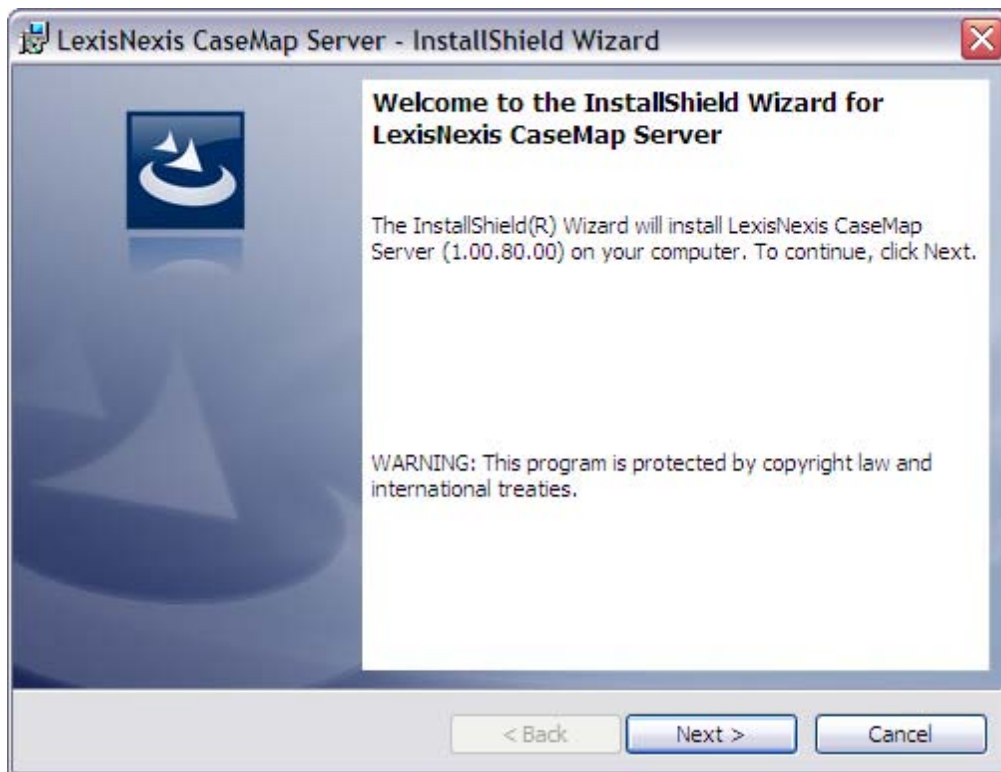 LexisNexis CaseMap Server - InstallShield Wizard
Welcome to the InstallShield Wizard for
LexisNexis CaseMap Server
The InstallShield(R) Wizard will install LexisNexis CaseMap
Server (1.00.80.00) on your computer. To continue, click Next.
WARNING: This program is protected by copyright law and
international treaties.
< Back
Next >
Cancel